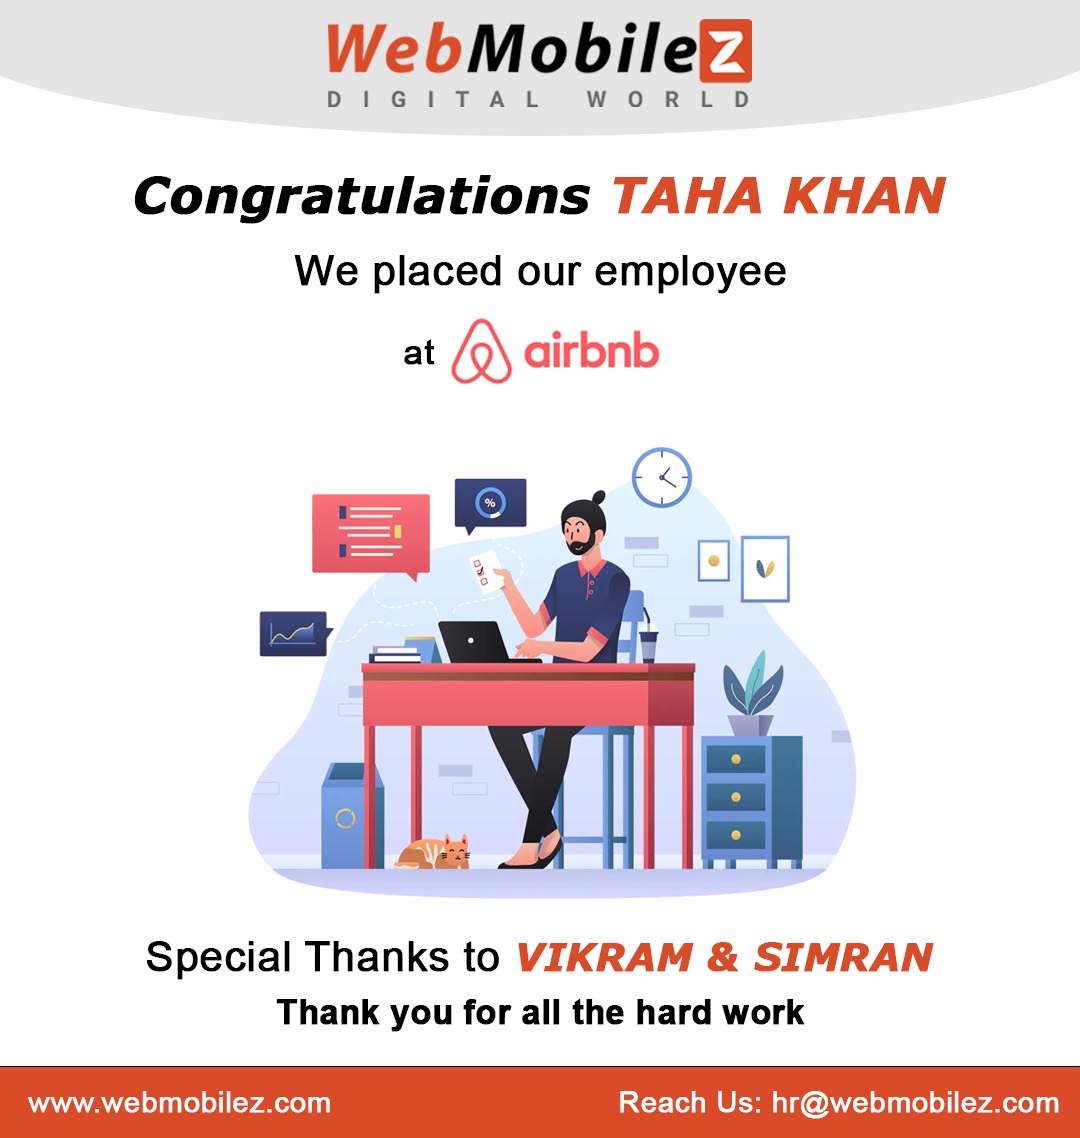 WebMobileZ
DIGITAL WORLD
Congratulations TAHA KHAN
We placed our employee
at airbnb
%
Special Thanks to VIKRAM & SIMRAN
Thank you for all the hard work
www.webmobilez.com Reach Us: hr@webmobilez.com